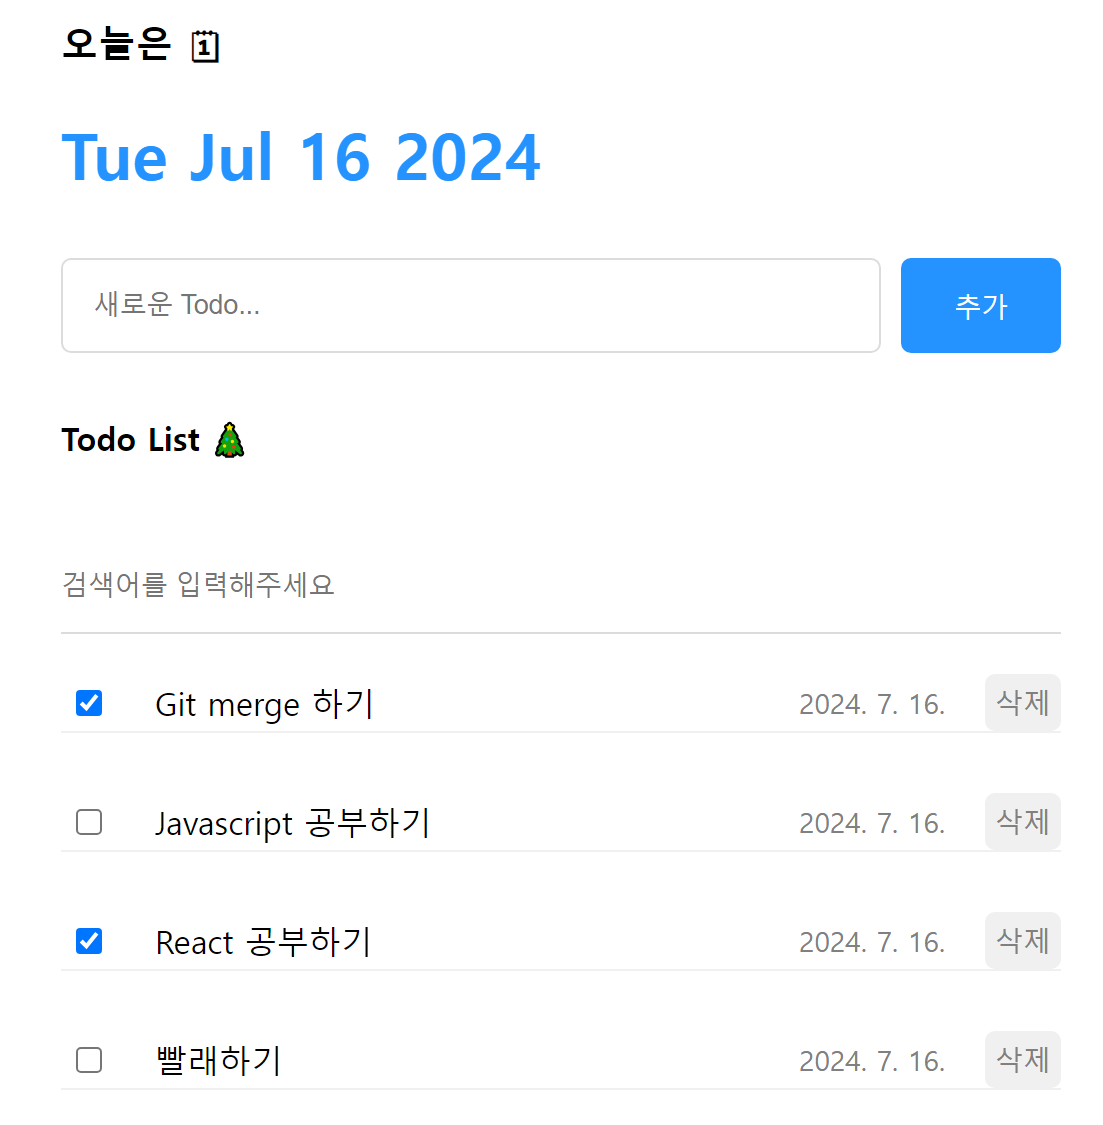 오늘은 🗓
Tue Jul 16 2024
새로운 Todo...
추가
Todo List 🎄
검색어를 입력해주세요
Git merge 하기 2024. 7. 16. 삭제
Javascript 공부하기 2024. 7. 16. 삭제
React 공부하기 2024. 7. 16. 삭제
빨래하기 2024. 7. 16. 삭제